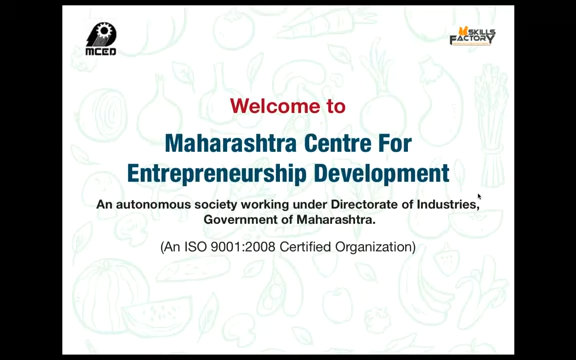 MCED
SKILLS
FACTORY
Welcome to
Maharashtra Centre For
Entrepreneurship Development
An autonomous society working under Directorate of Industries,
Government of Maharashtra.
(An ISO 9001:2008 Certified Organization)